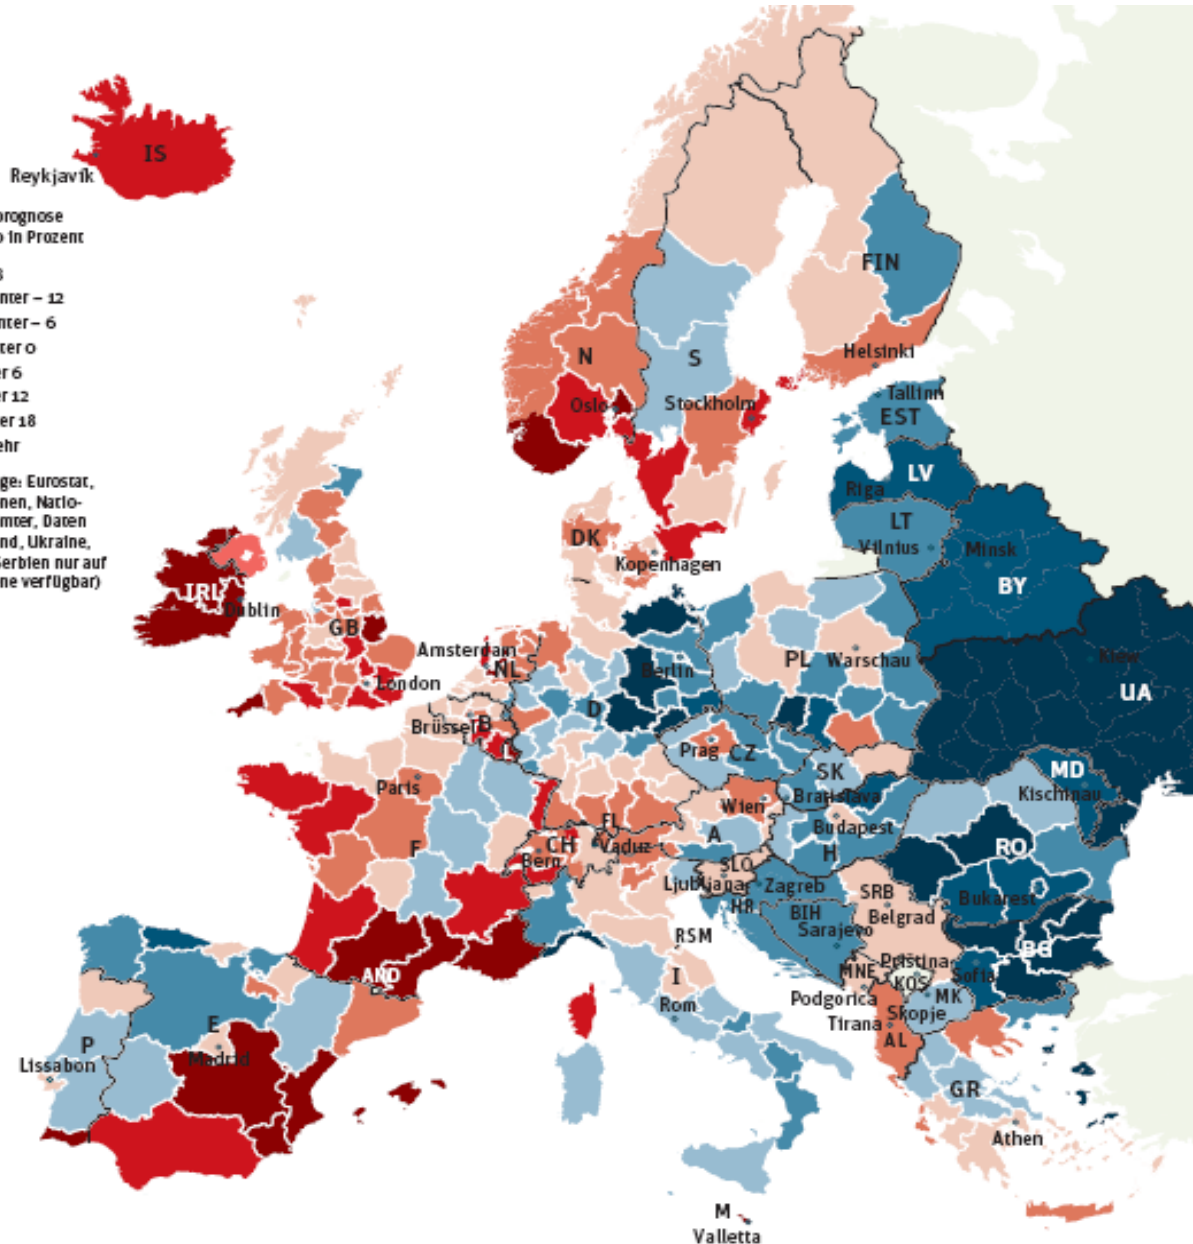 IS
Reykjavík
prognose
o in Prozent
8
nter – 12
nter – 6
ter 0
er 6
er 12
ter 18
ehr
ge: Eurostat,
nen, Natio-
mter, Daten
nd, Ukraine,
Serbien nur auf
ne verfügbar)
FIN
N
S
Helsinki
Oslo
Stockholm
Tallinn
EST
LV
Riga
LT
Vilnius
Minsk
BY
DK
Kopenhagen
IRL
Dublin
GB
London
Amsterdam
NL
Berlin
PL
Warschau
Kiew
UA
Brüssel
B
D
L
Prag
CZ
SK
MD
Kischinau
Paris
Wien
Bratislava
FL
A
Budapest
F
CH
Vaduz
H
RO
Bern
SLO
Ljubljana
Zagreb
SRB
Bukarest
HR
BIH
Belgrad
Sarajevo
RSM
BG
Pristina
Sofia
AND
I
MNE
KOS
MK
Podgorica
Skopje
Rom
Tirana
E
P
AL
Madrid
Lissabon
GR
Athen
M
Valletta